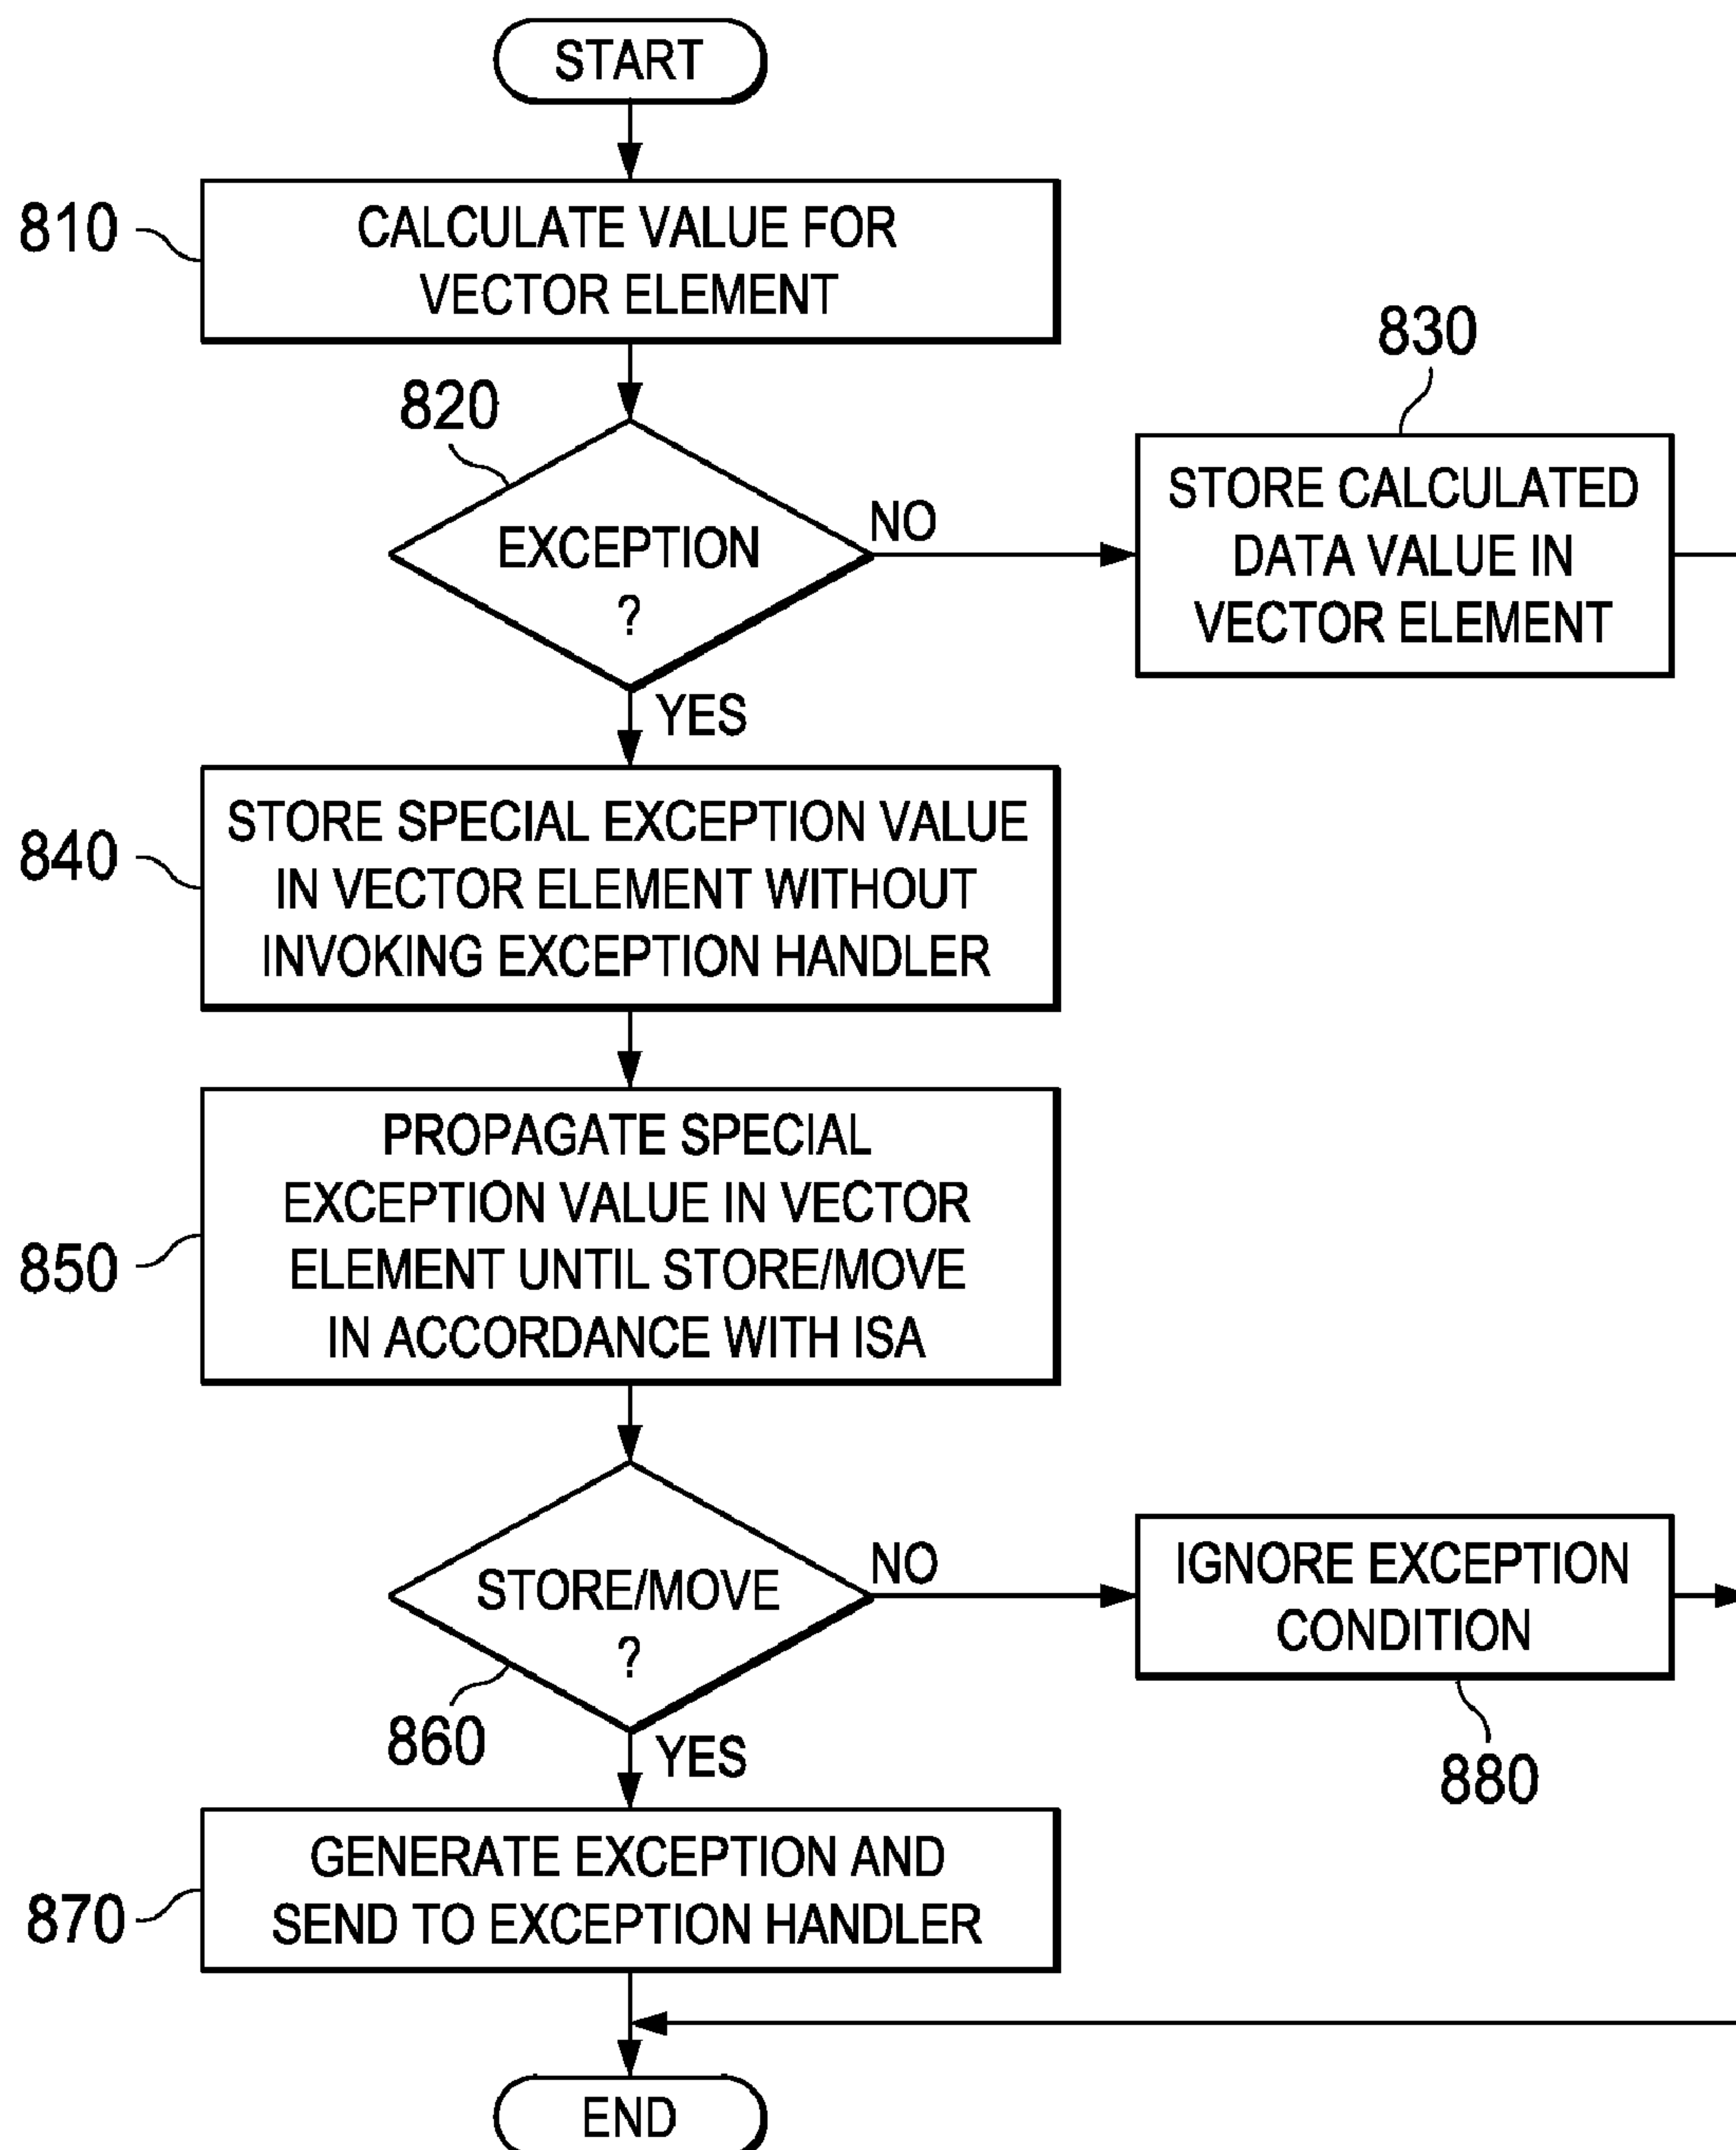 START
810
CALCULATE VALUE FOR
VECTOR ELEMENT
820
EXCEPTION
?
NO
830
STORE CALCULATED
DATA VALUE IN
VECTOR ELEMENT
YES
840
STORE SPECIAL EXCEPTION VALUE
IN VECTOR ELEMENT WITHOUT
INVOKING EXCEPTION HANDLER
850
PROPAGATE SPECIAL
EXCEPTION VALUE IN VECTOR
ELEMENT UNTIL STORE/MOVE
IN ACCORDANCE WITH ISA
STORE/MOVE
?
860
NO
IGNORE EXCEPTION
CONDITION
880
YES
870
GENERATE EXCEPTION AND
SEND TO EXCEPTION HANDLER
END